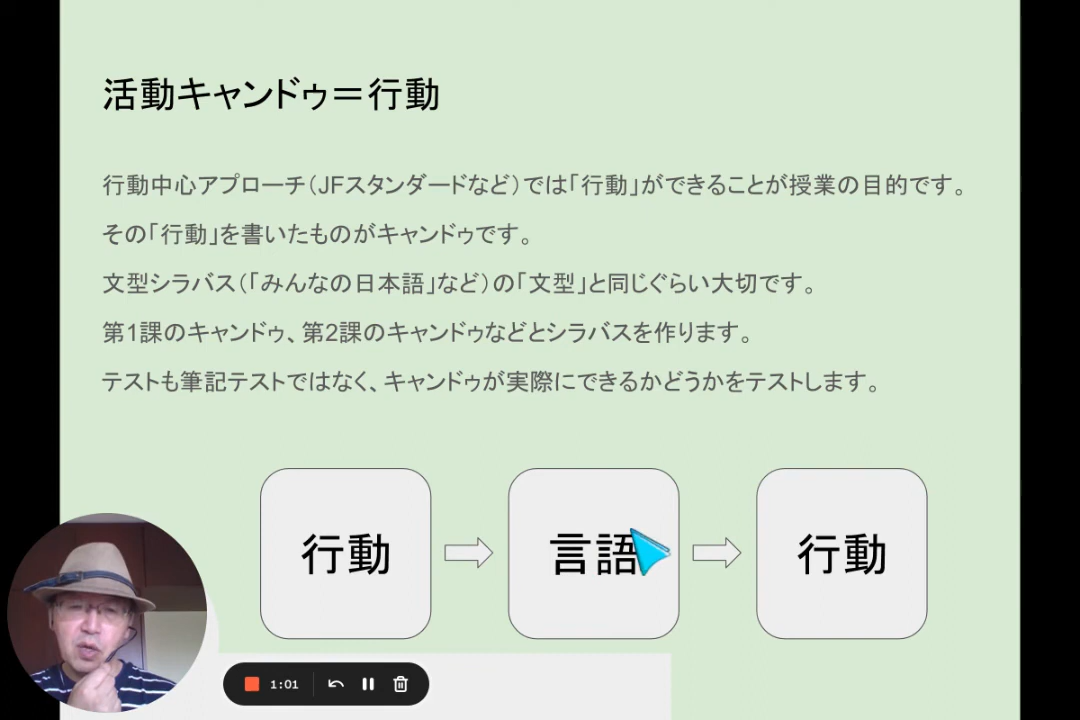 活動キャンドゥ＝行動
行動中心アプローチ（JFスタンダードなど）では「行動」ができることが授業の目的です。
その「行動」を書いたものがキャンドゥです。
文型シラバス（「みんなの日本語」など）の「文型」と同じぐらい大切です。
第1課のキャンドゥ、第2課のキャンドゥなどとシラバスを作ります。
テストも筆記テストではなく、キャンドゥが実際にできるかどうかをテストします。
行動
言語
行動
1:01